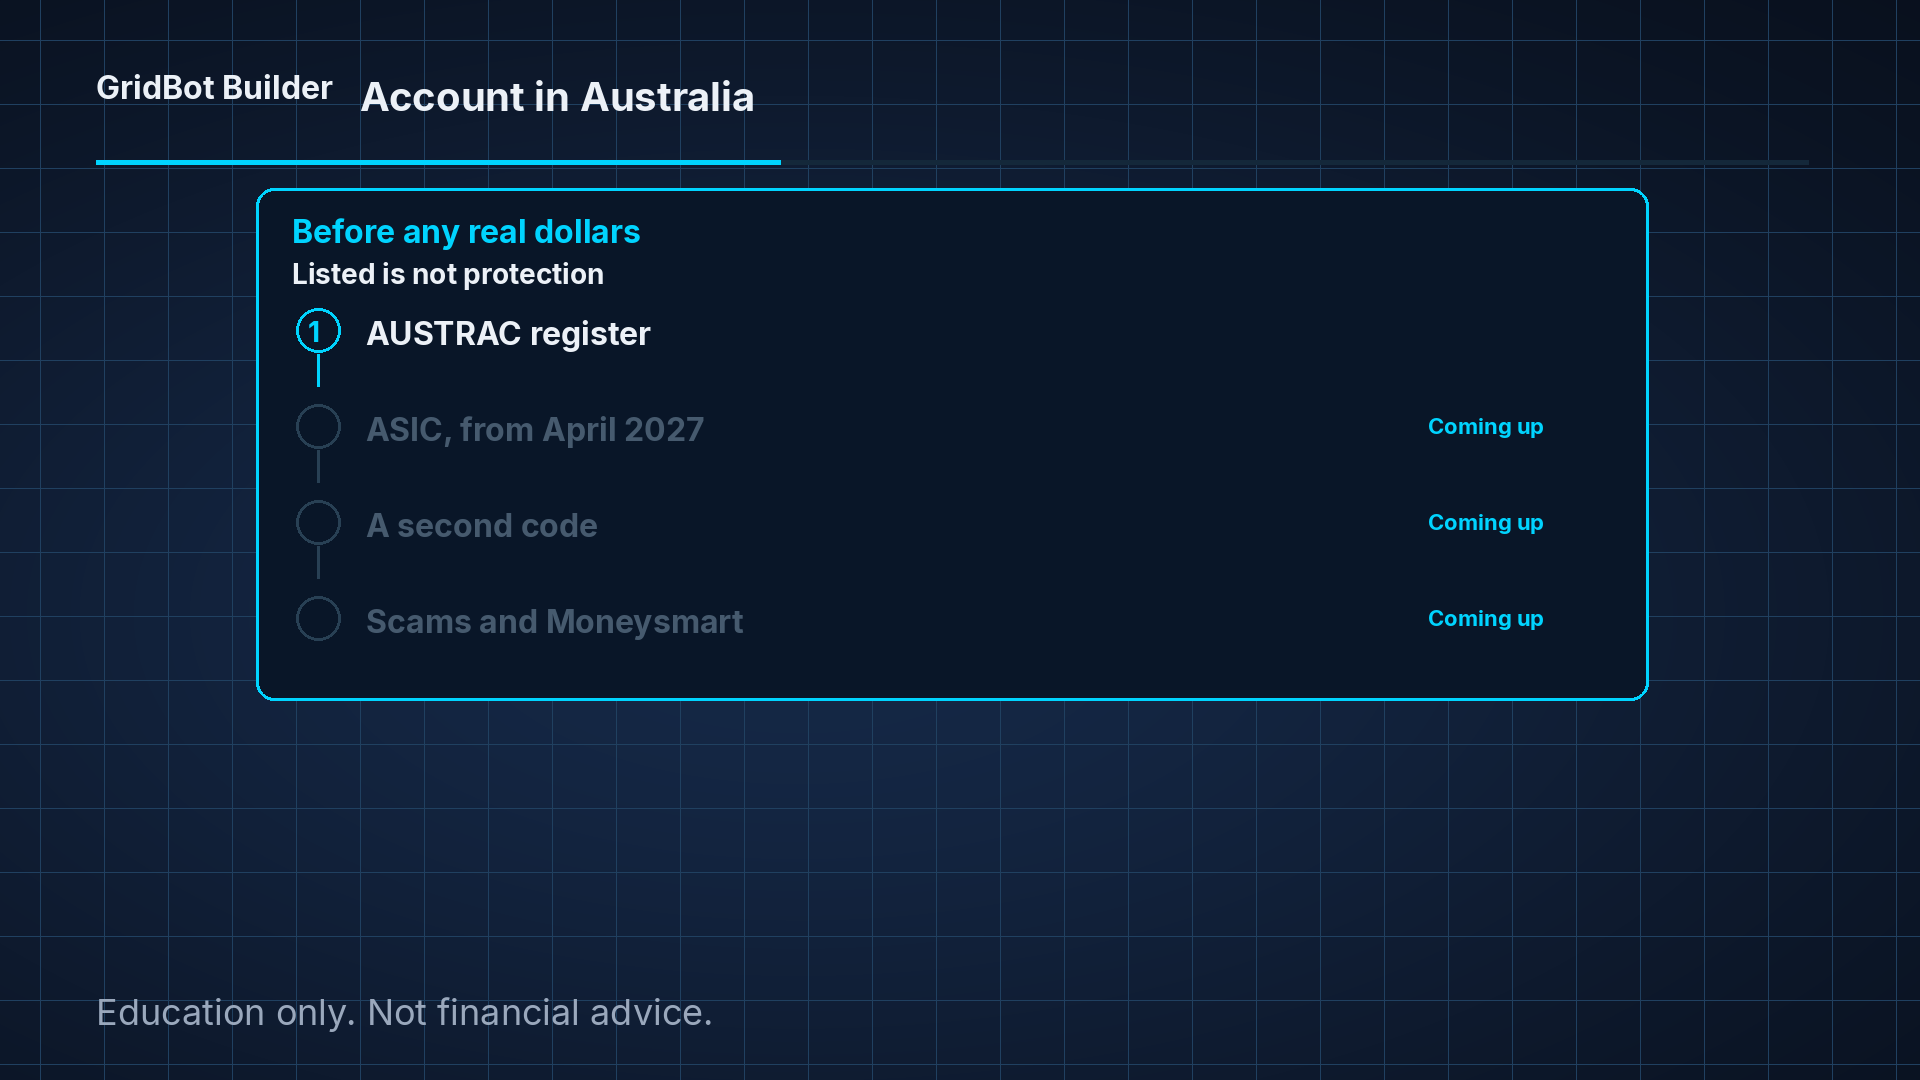 GridBot Builder
Account in Australia
Before any real dollars
Listed is not protection
1 AUSTRAC register
ASIC, from April 2027 Coming up
A second code Coming up
Scams and Moneysmart Coming up
Education only. Not financial advice.